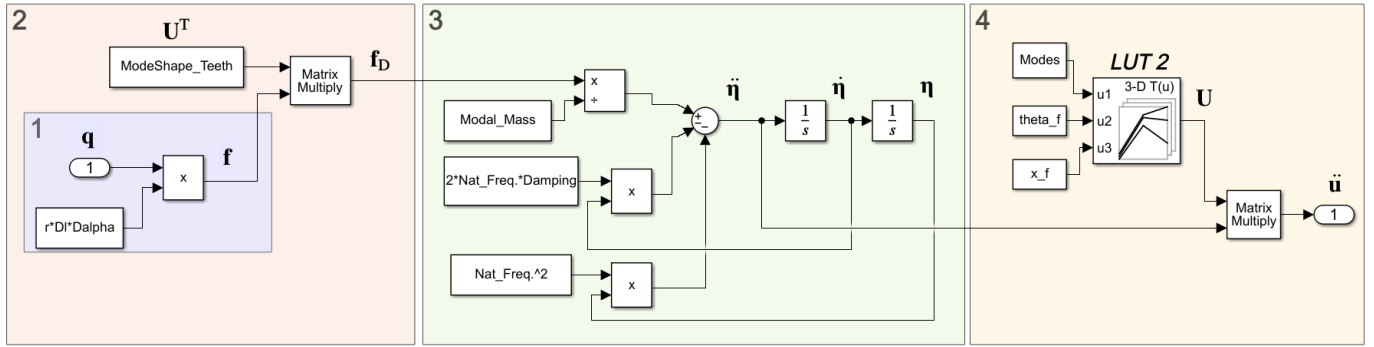 2
U^T
ModeShape_Teeth
Matrix
Multiply
f_D
1
q
1
r*Dl*Dalpha
x
f
3
x
÷
Modal_Mass
2*Nat_Freq.*Damping
x
Nat_Freq.^2
x
+
−
−
η̈
1
s
η̇
1
s
η
4
Modes
theta_f
x_f
LUT 2
3-D T(u)
u1
u2
u3
U
Matrix
Multiply
ü
1